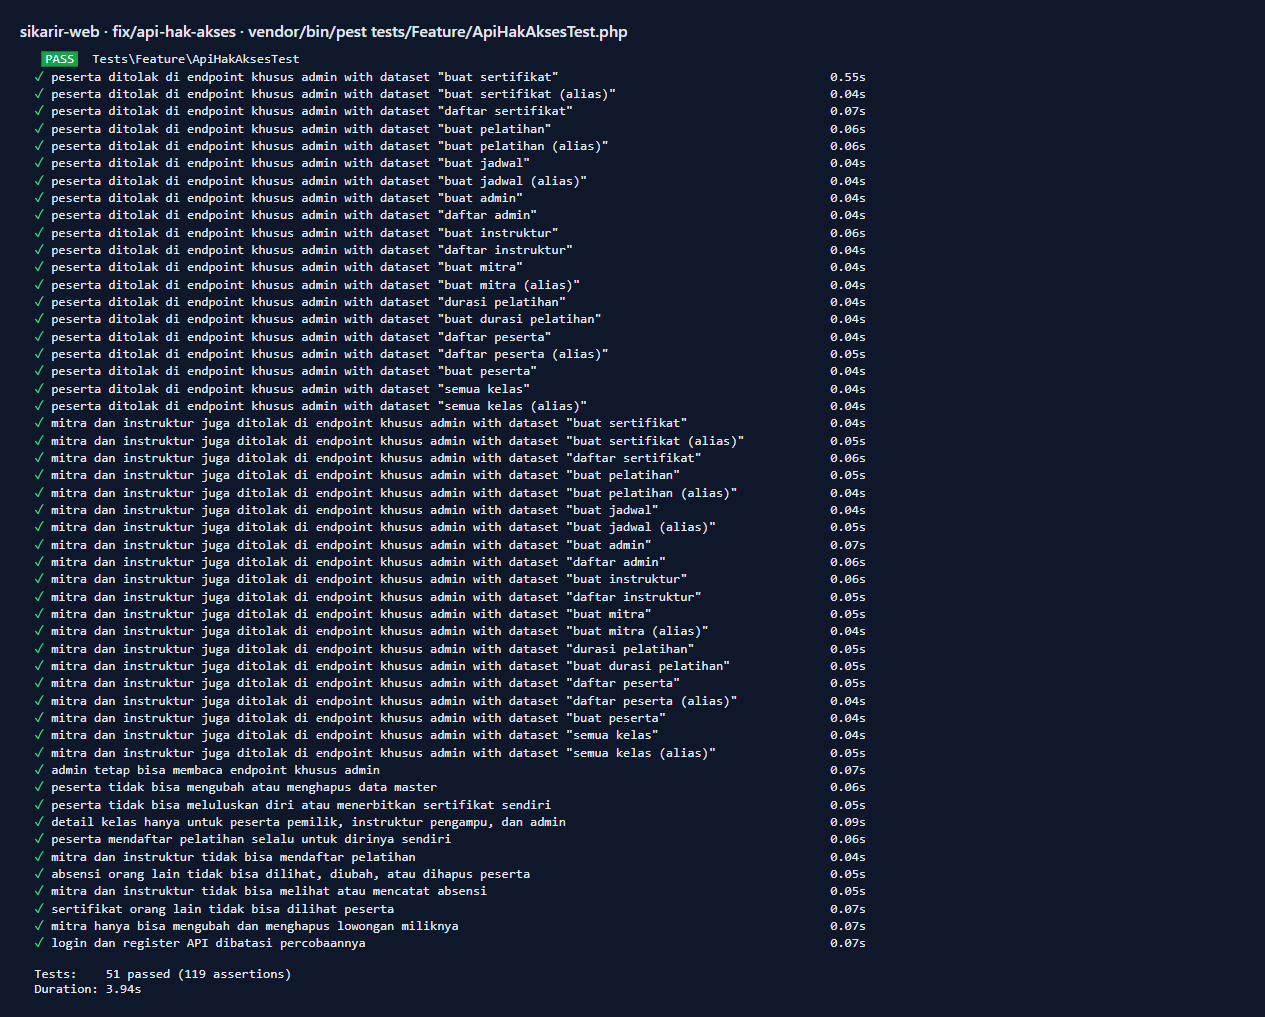 sikarir-web · fix/api-hak-akses · vendor/bin/pest tests/Feature/ApiHakAksesTest.php
PASS Tests\Feature\ApiHakAksesTest
✓ peserta ditolak di endpoint khusus admin with dataset "buat sertifikat" 0.55s
✓ peserta ditolak di endpoint khusus admin with dataset "buat sertifikat (alias)" 0.04s
✓ peserta ditolak di endpoint khusus admin with dataset "daftar sertifikat" 0.07s
✓ peserta ditolak di endpoint khusus admin with dataset "buat pelatihan" 0.06s
✓ peserta ditolak di endpoint khusus admin with dataset "buat pelatihan (alias)" 0.06s
✓ peserta ditolak di endpoint khusus admin with dataset "buat jadwal" 0.04s
✓ peserta ditolak di endpoint khusus admin with dataset "buat jadwal (alias)" 0.04s
✓ peserta ditolak di endpoint khusus admin with dataset "buat admin" 0.04s
✓ peserta ditolak di endpoint khusus admin with dataset "daftar admin" 0.04s
✓ peserta ditolak di endpoint khusus admin with dataset "buat instruktur" 0.06s
✓ peserta ditolak di endpoint khusus admin with dataset "daftar instruktur" 0.04s
✓ peserta ditolak di endpoint khusus admin with dataset "buat mitra" 0.04s
✓ peserta ditolak di endpoint khusus admin with dataset "buat mitra (alias)" 0.04s
✓ peserta ditolak di endpoint khusus admin with dataset "durasi pelatihan" 0.04s
✓ peserta ditolak di endpoint khusus admin with dataset "buat durasi pelatihan" 0.04s
✓ peserta ditolak di endpoint khusus admin with dataset "daftar peserta" 0.04s
✓ peserta ditolak di endpoint khusus admin with dataset "daftar peserta (alias)" 0.05s
✓ peserta ditolak di endpoint khusus admin with dataset "buat peserta" 0.04s
✓ peserta ditolak di endpoint khusus admin with dataset "semua kelas" 0.04s
✓ peserta ditolak di endpoint khusus admin with dataset "semua kelas (alias)" 0.04s
✓ mitra dan instruktur juga ditolak di endpoint khusus admin with dataset "buat sertifikat" 0.04s
✓ mitra dan instruktur juga ditolak di endpoint khusus admin with dataset "buat sertifikat (alias)" 0.05s
✓ mitra dan instruktur juga ditolak di endpoint khusus admin with dataset "daftar sertifikat" 0.06s
✓ mitra dan instruktur juga ditolak di endpoint khusus admin with dataset "buat pelatihan" 0.05s
✓ mitra dan instruktur juga ditolak di endpoint khusus admin with dataset "buat pelatihan (alias)" 0.04s
✓ mitra dan instruktur juga ditolak di endpoint khusus admin with dataset "buat jadwal" 0.04s
✓ mitra dan instruktur juga ditolak di endpoint khusus admin with dataset "buat jadwal (alias)" 0.05s
✓ mitra dan instruktur juga ditolak di endpoint khusus admin with dataset "buat admin" 0.07s
✓ mitra dan instruktur juga ditolak di endpoint khusus admin with dataset "daftar admin" 0.06s
✓ mitra dan instruktur juga ditolak di endpoint khusus admin with dataset "buat instruktur" 0.06s
✓ mitra dan instruktur juga ditolak di endpoint khusus admin with dataset "daftar instruktur" 0.05s
✓ mitra dan instruktur juga ditolak di endpoint khusus admin with dataset "buat mitra" 0.05s
✓ mitra dan instruktur juga ditolak di endpoint khusus admin with dataset "buat mitra (alias)" 0.04s
✓ mitra dan instruktur juga ditolak di endpoint khusus admin with dataset "durasi pelatihan" 0.05s
✓ mitra dan instruktur juga ditolak di endpoint khusus admin with dataset "buat durasi pelatihan" 0.05s
✓ mitra dan instruktur juga ditolak di endpoint khusus admin with dataset "daftar peserta" 0.05s
✓ mitra dan instruktur juga ditolak di endpoint khusus admin with dataset "daftar peserta (alias)" 0.04s
✓ mitra dan instruktur juga ditolak di endpoint khusus admin with dataset "buat peserta" 0.04s
✓ mitra dan instruktur juga ditolak di endpoint khusus admin with dataset "semua kelas" 0.04s
✓ mitra dan instruktur juga ditolak di endpoint khusus admin with dataset "semua kelas (alias)" 0.05s
✓ admin tetap bisa membaca endpoint khusus admin 0.07s
✓ peserta tidak bisa mengubah atau menghapus data master 0.06s
✓ peserta tidak bisa meluluskan diri atau menerbitkan sertifikat sendiri 0.05s
✓ detail kelas hanya untuk peserta pemilik, instruktur pengampu, dan admin 0.09s
✓ peserta mendaftar pelatihan selalu untuk dirinya sendiri 0.06s
✓ mitra dan instruktur tidak bisa mendaftar pelatihan 0.04s
✓ absensi orang lain tidak bisa dilihat, diubah, atau dihapus peserta 0.05s
✓ mitra dan instruktur tidak bisa melihat atau mencatat absensi 0.05s
✓ sertifikat orang lain tidak bisa dilihat peserta 0.07s
✓ mitra hanya bisa mengubah dan menghapus lowongan miliknya 0.07s
✓ login dan register API dibatasi percobaannya 0.07s
Tests: 51 passed (119 assertions)
Duration: 3.94s